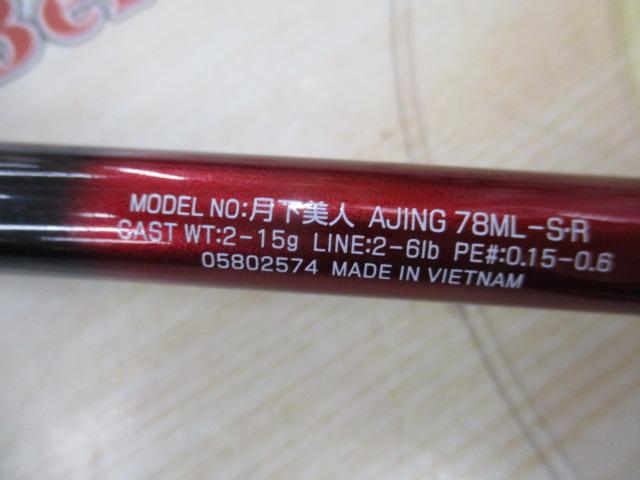 Be
MODEL NO:月下美人 AJING 78ML-S・R
CAST WT:2-15g LINE:2-6lb PE#:0.15-0.6
05802574 MADE IN VIETNAM